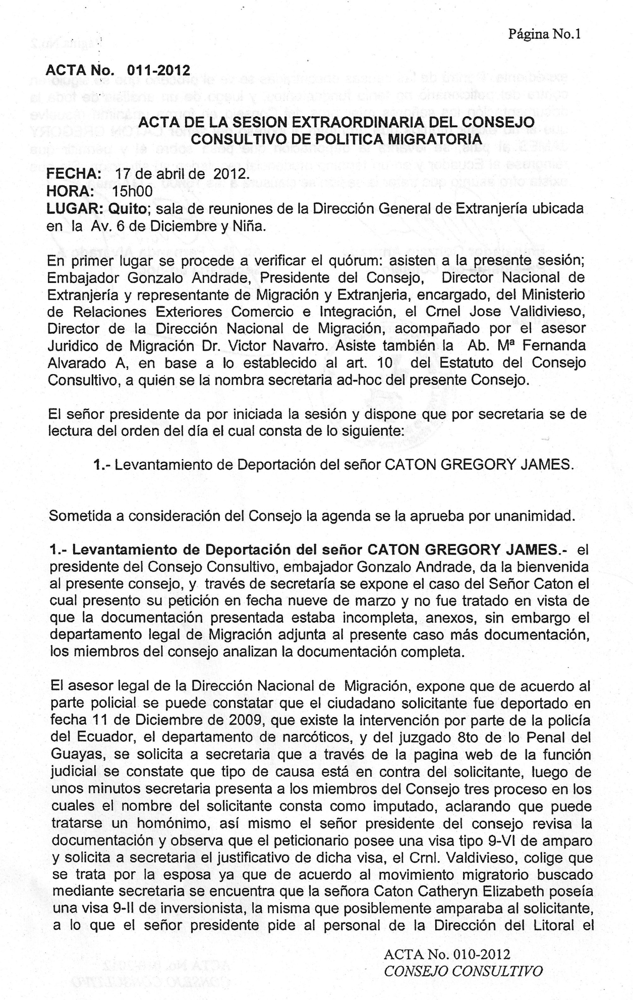 Página No.1
ACTA No. 011-2012
ACTA DE LA SESION EXTRAORDINARIA DEL CONSEJO
CONSULTIVO DE POLITICA MIGRATORIA
FECHA: 17 de abril de 2012.
HORA: 15h00
LUGAR: Quito; sala de reuniones de la Dirección General de Extranjería ubicada
en la Av. 6 de Diciembre y Niña.
En primer lugar se procede a verificar el quórum: asisten a la presente sesión;
Embajador Gonzalo Andrade, Presidente del Consejo, Director Nacional de
Extranjería y representante de Migración y Extranjeria, encargado, del Ministerio
de Relaciones Exteriores Comercio e Integración, el Crnel Jose Validivieso,
Director de la Dirección Nacional de Migración, acompañado por el asesor
Juridico de Migración Dr. Victor Navarro. Asiste también la Ab. Mª Fernanda
Alvarado A, en base a lo establecido al art. 10 del Estatuto del Consejo
Consultivo, a quien se la nombra secretaria ad-hoc del presente Consejo.
El señor presidente da por iniciada la sesión y dispone que por secretaria se de
lectura del orden del día el cual consta de lo siguiente:
1.- Levantamiento de Deportación del señor CATON GREGORY JAMES.
Sometida a consideración del Consejo la agenda se la aprueba por unanimidad.
1.- Levantamiento de Deportación del señor CATON GREGORY JAMES.- el
presidente del Consejo Consultivo, embajador Gonzalo Andrade, da la bienvenida
al presente consejo, y través de secretaría se expone el caso del Señor Caton el
cual presento su petición en fecha nueve de marzo y no fue tratado en vista de
que la documentación presentada estaba incompleta, anexos, sin embargo el
departamento legal de Migración adjunta al presente caso más documentación,
los miembros del consejo analizan la documentación completa.
El asesor legal de la Dirección Nacional de Migración, expone que de acuerdo al
parte policial se puede constatar que el ciudadano solicitante fue deportado en
fecha 11 de Diciembre de 2009, que existe la intervención por parte de la policía
del Ecuador, el departamento de narcóticos, y del juzgado 8to de lo Penal del
Guayas, se solicita a secretaria que a través de la pagina web de la función
judicial se constate que tipo de causa está en contra del solicitante, luego de
unos minutos secretaria presenta a los miembros del Consejo tres proceso en los
cuales el nombre del solicitante consta como imputado, aclarando que puede
tratarse un homónimo, así mismo el señor presidente del consejo revisa la
documentación y observa que el peticionario posee una visa tipo 9-VI de amparo
y solicita a secretaria el justificativo de dicha visa, el Crnl. Valdivieso, colige que
se trata por la esposa ya que de acuerdo al movimiento migratorio buscado
mediante secretaria se encuentra que la señora Caton Catheryn Elizabeth poseía
una visa 9-II de inversionista, la misma que posiblemente amparaba al solicitante,
a lo que el señor presidente pide al personal de la Dirección del Litoral el
ACTA No. 010-2012
CONSEJO CONSULTIVO